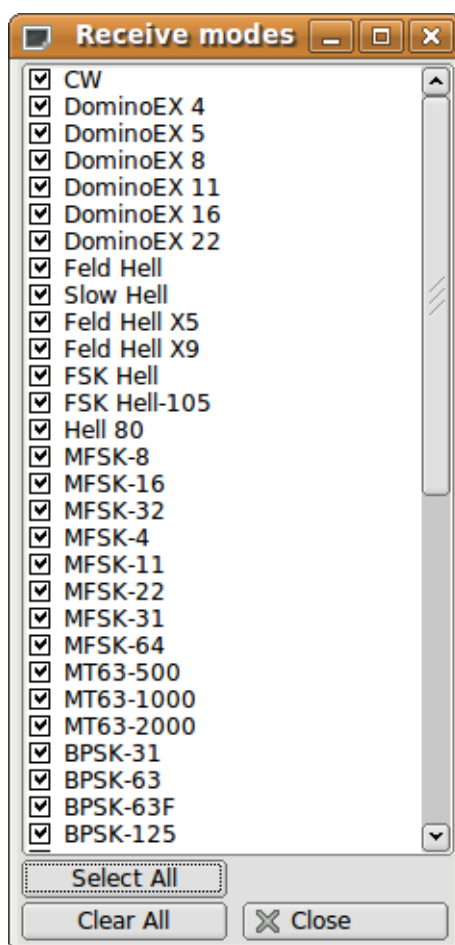 Receive modes
CW
DominoEX 4
DominoEX 5
DominoEX 8
DominoEX 11
DominoEX 16
DominoEX 22
Feld Hell
Slow Hell
Feld Hell X5
Feld Hell X9
FSK Hell
FSK Hell-105
Hell 80
MFSK-8
MFSK-16
MFSK-32
MFSK-4
MFSK-11
MFSK-22
MFSK-31
MFSK-64
MT63-500
MT63-1000
MT63-2000
BPSK-31
BPSK-63
BPSK-63F
BPSK-125
Select All
Clear All Close